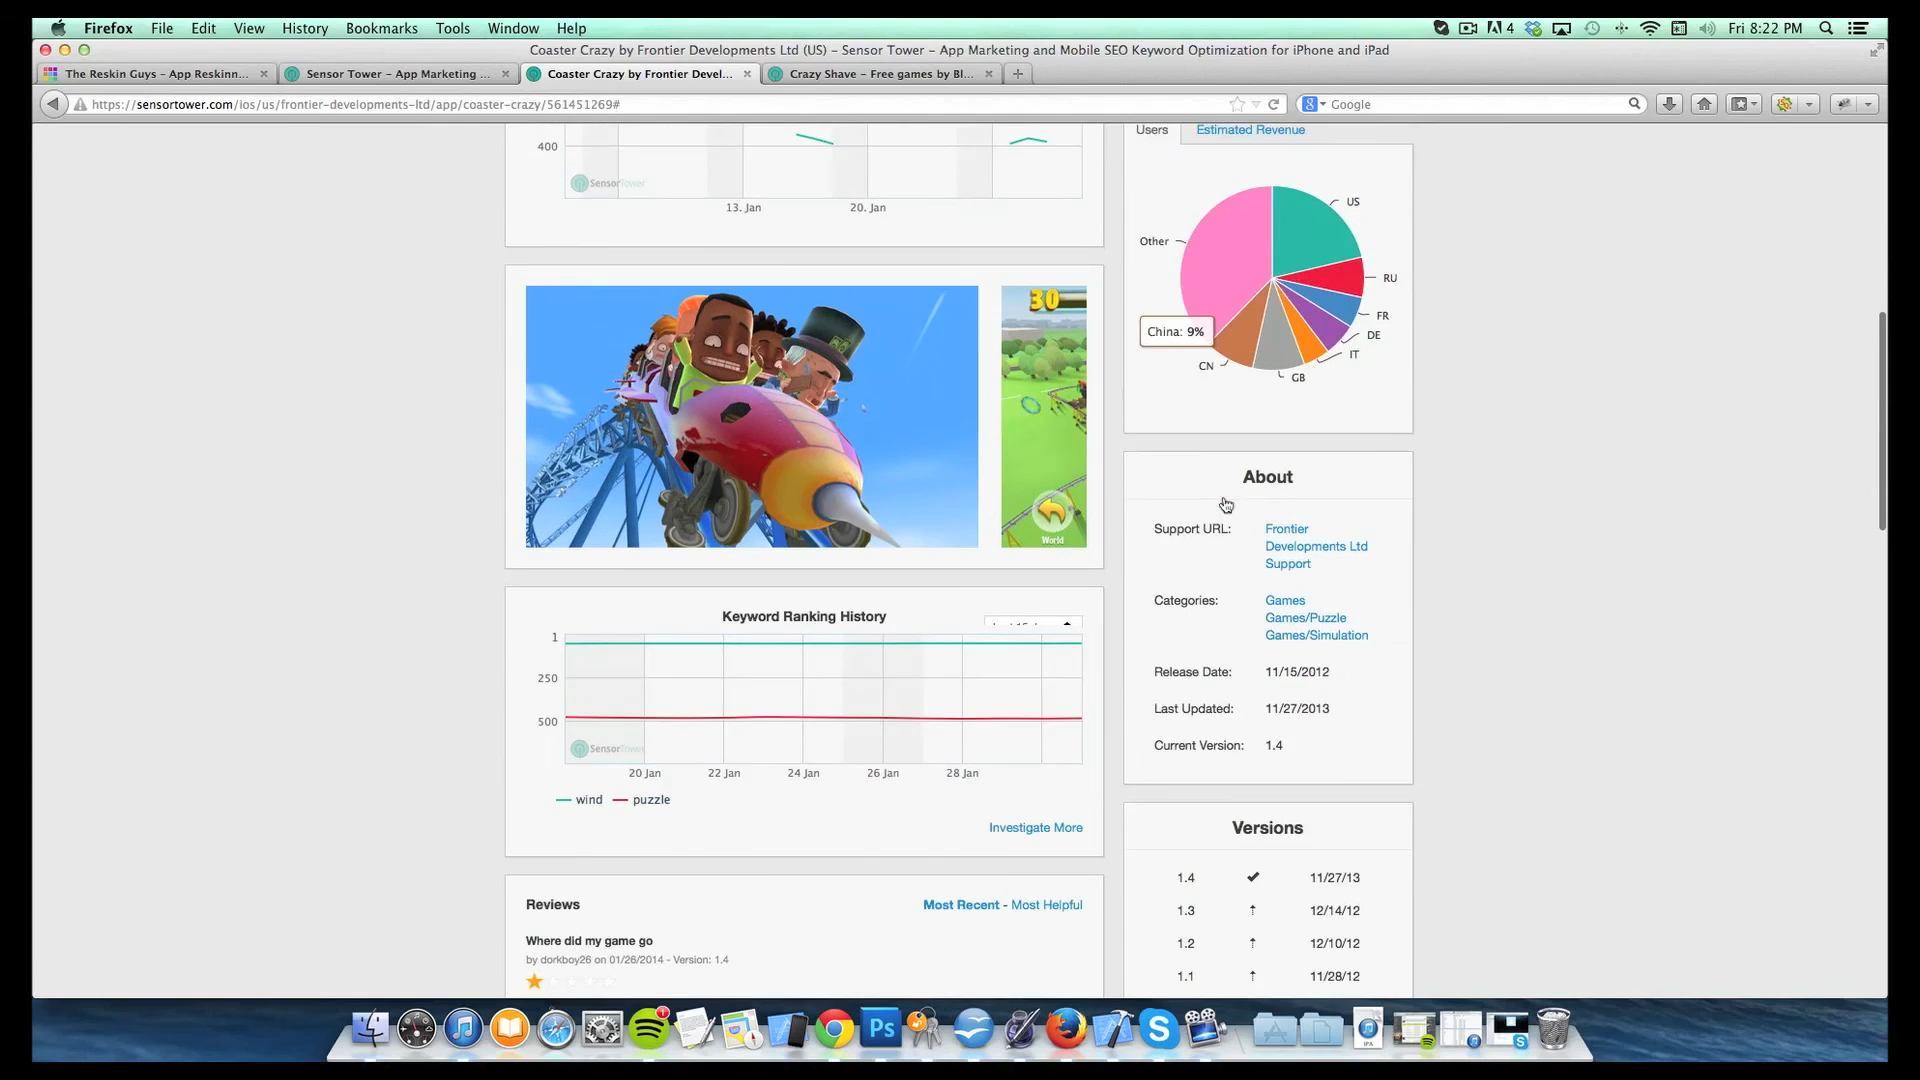 Firefox File Edit View History Bookmarks Tools Window Help
4 Fri 8:22 PM
Coaster Crazy by Frontier Developments Ltd (US) – Sensor Tower – App Marketing and Mobile SEO Keyword Optimization for iPhone and iPad
The Reskin Guys – App Reskinn...
Sensor Tower – App Marketing ...
Coaster Crazy by Frontier Devel...
Crazy Shave – Free games by Bl...
https://sensortower.com/ios/us/frontier-developments-ltd/app/coaster-crazy/561451269#
Google
400
SensorTower
13. Jan
20. Jan
Users
Estimated Revenue
US
RU
FR
DE
IT
GB
CN
Other
China: 9%
30
World
Keyword Ranking History
1
250
500
SensorTower
20 Jan
22 Jan
24 Jan
26 Jan
28 Jan
wind
puzzle
Investigate More
Reviews
Most Recent - Most Helpful
Where did my game go
by dorkboy26 on 01/26/2014 - Version: 1.4
About
Support URL: Frontier
Developments Ltd
Support
Categories: Games
Games/Puzzle
Games/Simulation
Release Date: 11/15/2012
Last Updated: 11/27/2013
Current Version: 1.4
Versions
1.4 11/27/13
1.3 12/14/12
1.2 12/10/12
1.1 11/28/12
1
Ps
IPA